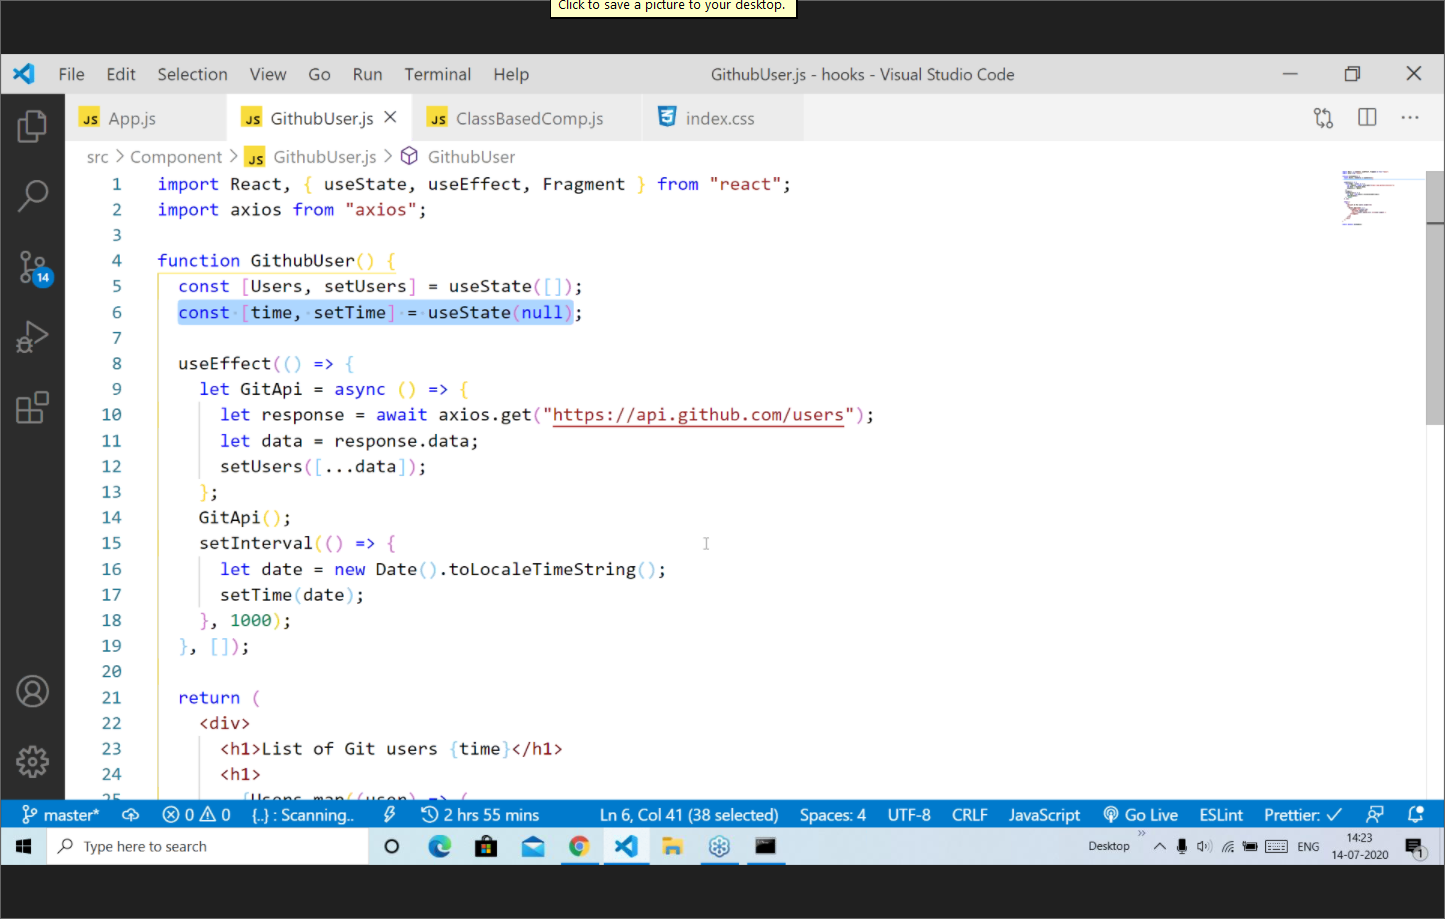 Click to save a picture to your desktop.
File Edit Selection View Go Run Terminal Help GithubUser.js - hooks - Visual Studio Code
JS App.js JS GithubUser.js JS ClassBasedComp.js index.css
src > Component > JS GithubUser.js > GithubUser
1 import React, { useState, useEffect, Fragment } from "react";
2 import axios from "axios";
3
4 function GithubUser() {
5 const [Users, setUsers] = useState([]);
6 const [time, setTime] = useState(null);
7
8 useEffect(() => {
9 let GitApi = async () => {
10 let response = await axios.get("https://api.github.com/users");
11 let data = response.data;
12 setUsers([...data]);
13 };
14 GitApi();
15 setInterval(() => {
16 let date = new Date().toLocaleTimeString();
17 setTime(date);
18 }, 1000);
19 }, []);
20
21 return (
22 <div>
23 <h1>List of Git users {time}</h1>
24 <h1>
25 {Users.map((user) => (
14
master* 0 0 {..} : Scanning.. 2 hrs 55 mins Ln 6, Col 41 (38 selected) Spaces: 4 UTF-8 CRLF JavaScript Go Live ESLint Prettier: ✓
Type here to search Desktop ENG 14:23
14-07-2020 1